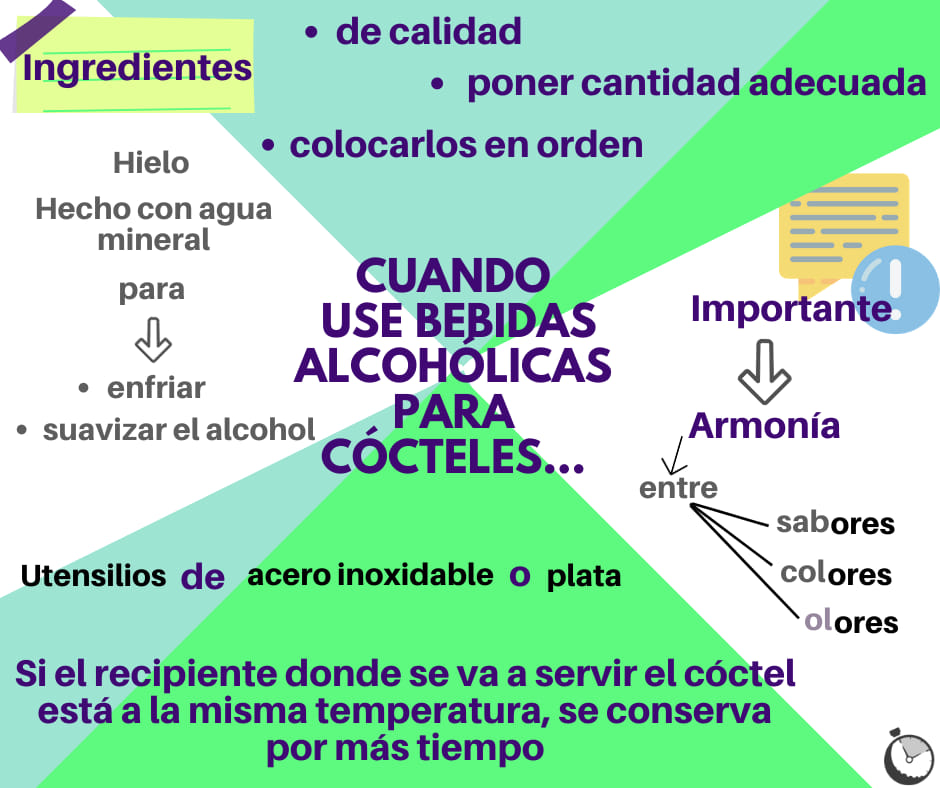 Ingredientes
• de calidad
• poner cantidad adecuada
• colocarlos en orden
Hielo
Hecho con agua
mineral
para
• enfriar
• suavizar el alcohol
CUANDO
USE BEBIDAS
ALCOHÓLICAS
PARA
CÓCTELES...
Importante
Armonía
entre
sabores
colores
olores
Utensilios de acero inoxidable o plata
Si el recipiente donde se va a servir el cóctel
está a la misma temperatura, se conserva
por más tiempo